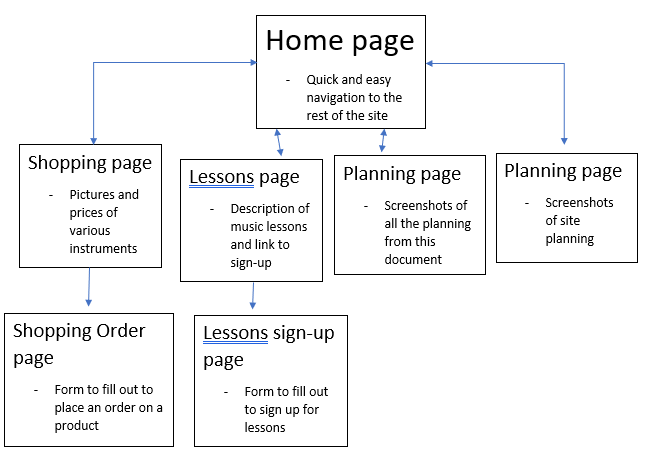 Home page
- Quick and easy
navigation to the
rest of the site
Shopping page
- Pictures and
prices of
various
instruments
Lessons page
- Description of
music lessons
and link to
sign-up
Planning page
- Screenshots of
all the planning
from this
document
Planning page
- Screenshots
of site
planning
Shopping Order
page
- Form to fill out to
place an order on a
product
Lessons sign-up
page
- Form to fill out
to sign up for
lessons